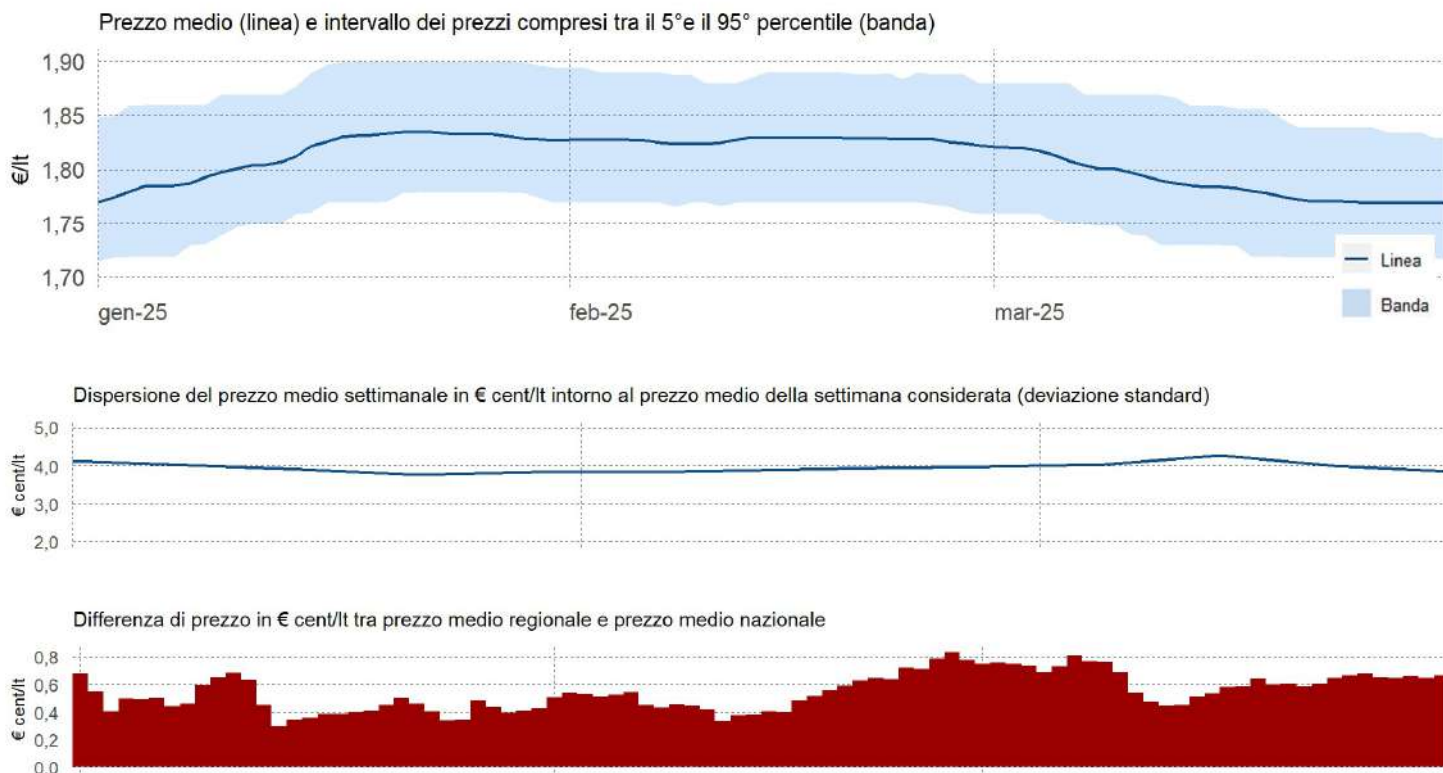 Prezzo medio (linea) e intervallo dei prezzi compresi tra il 5°e il 95° percentile (banda)
1,90
1,85
1,80
1,75
1,70
€/lt
gen-25
feb-25
mar-25
Linea
Banda
Dispersione del prezzo medio settimanale in € cent/lt intorno al prezzo medio della settimana considerata (deviazione standard)
5,0
4,0
3,0
2,0
€ cent/lt
Differenza di prezzo in € cent/lt tra prezzo medio regionale e prezzo medio nazionale
0,8
0,6
0,4
0,2
0,0
€ cent/lt